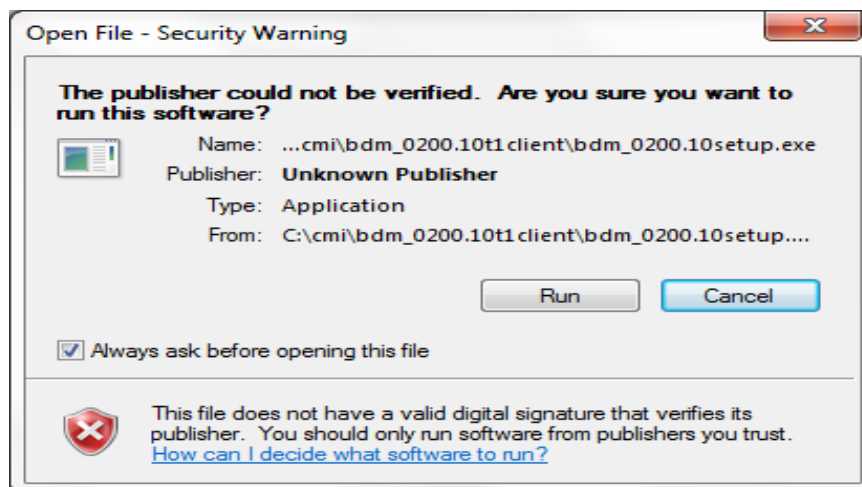 Open File - Security Warning
The publisher could not be verified. Are you sure you want to
run this software?
Name: ...cmi\bdm_0200.10t1client\bdm_0200.10setup.exe
Publisher: Unknown Publisher
Type: Application
From: C:\cmi\bdm_0200.10t1client\bdm_0200.10setup....
Run Cancel
Always ask before opening this file
This file does not have a valid digital signature that verifies its
publisher. You should only run software from publishers you trust.
How can I decide what software to run?